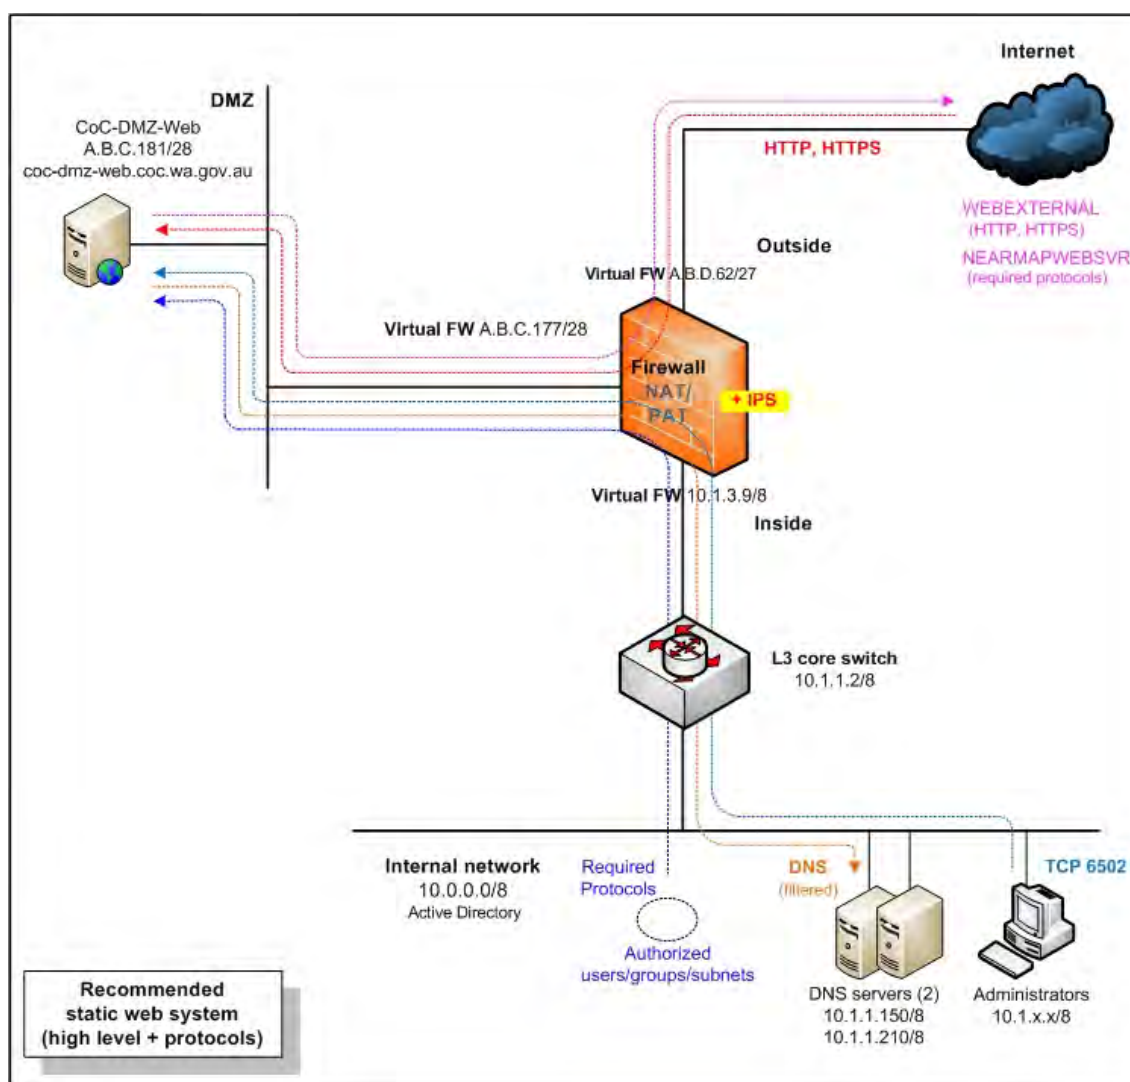 Internet
DMZ
CoC-DMZ-Web
A.B.C.181/28
coc-dmz-web.coc.wa.gov.au
HTTP, HTTPS
WEBEXTERNAL
(HTTP, HTTPS)
NEARMAPWEBSVR
(required protocols)
Outside
Virtual FW A.B.D.62/27
Virtual FW A.B.C.177/28
Firewall
NAT/
PAT
+ IPS
Virtual FW 10.1.3.9/8
Inside
L3 core switch
10.1.1.2/8
Internal network
10.0.0.0/8
Active Directory
Required
Protocols
Authorized
users/groups/subnets
DNS
(filtered)
TCP 6502
DNS servers (2)
10.1.1.150/8
10.1.1.210/8
Administrators
10.1.x.x/8
Recommended
static web system
(high level + protocols)